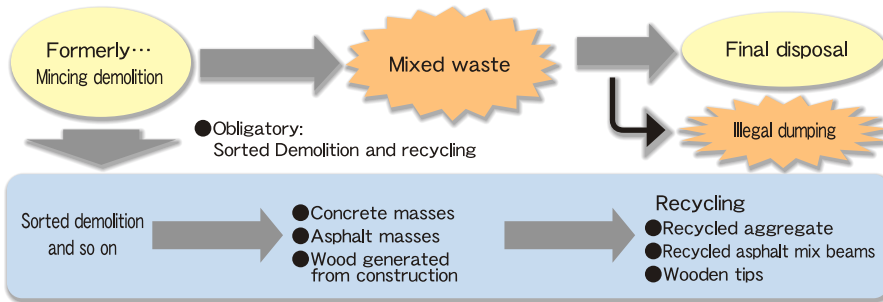 Formerly…
Mincing demolition
Mixed waste
Final disposal
Illegal dumping
●Obligatory:
Sorted Demolition and recycling
Sorted demolition
and so on
●Concrete masses
●Asphalt masses
●Wood generated
from construction
Recycling
●Recycled aggregate
●Recycled asphalt mix beams
●Wooden tips